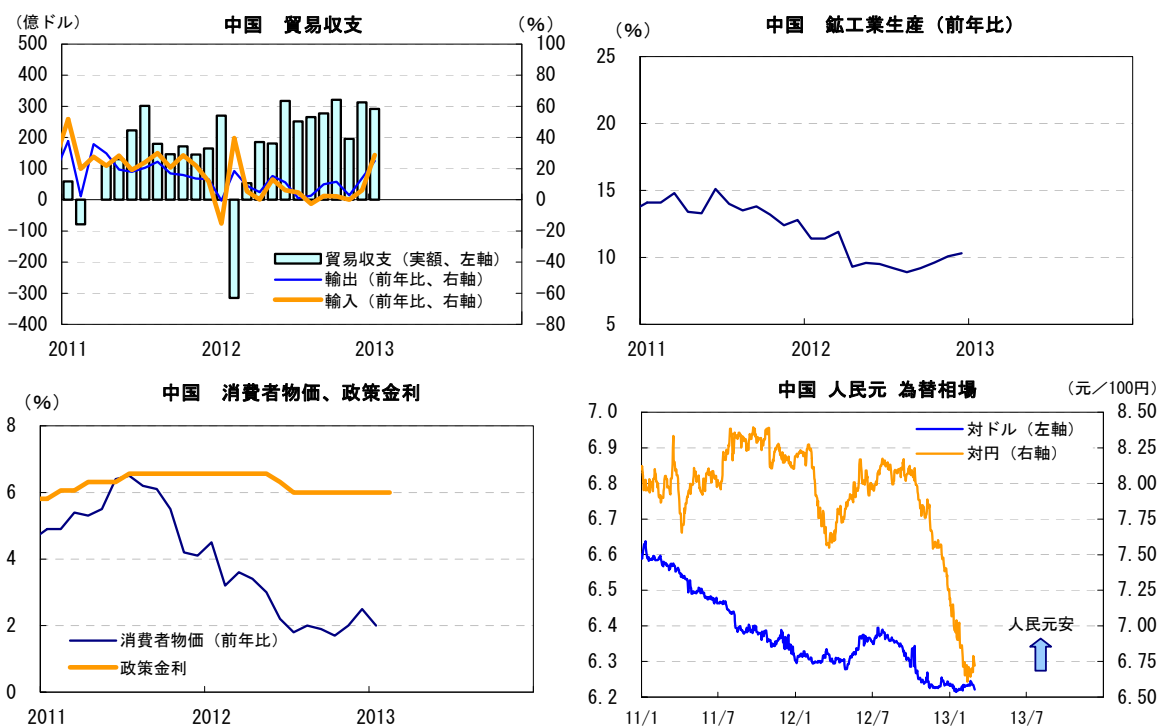 中国 貿易収支
(億ドル) (%)
500 100
400 80
300 60
200 40
100 20
0 0
-100 -20
-200 -40
-300 -60
-400 -80
貿易収支(実額、左軸)
輸出(前年比、右軸)
輸入(前年比、右軸)
2011 2012 2013
中国 鉱工業生産(前年比)
(%)
25
20
15
10
5
2011 2012 2013
中国 消費者物価、政策金利
(%)
8
6
4
2
0
消費者物価(前年比)
政策金利
2011 2012 2013
中国 人民元 為替相場
(元/100円)
7.0 8.50
6.9 8.25
6.8 8.00
6.7 7.75
6.6 7.50
6.5 7.25
6.4 7.00
6.3 6.75
6.2 6.50
対ドル(左軸)
対円(右軸)
人民元安
11/1 11/7 12/1 12/7 13/1 13/7